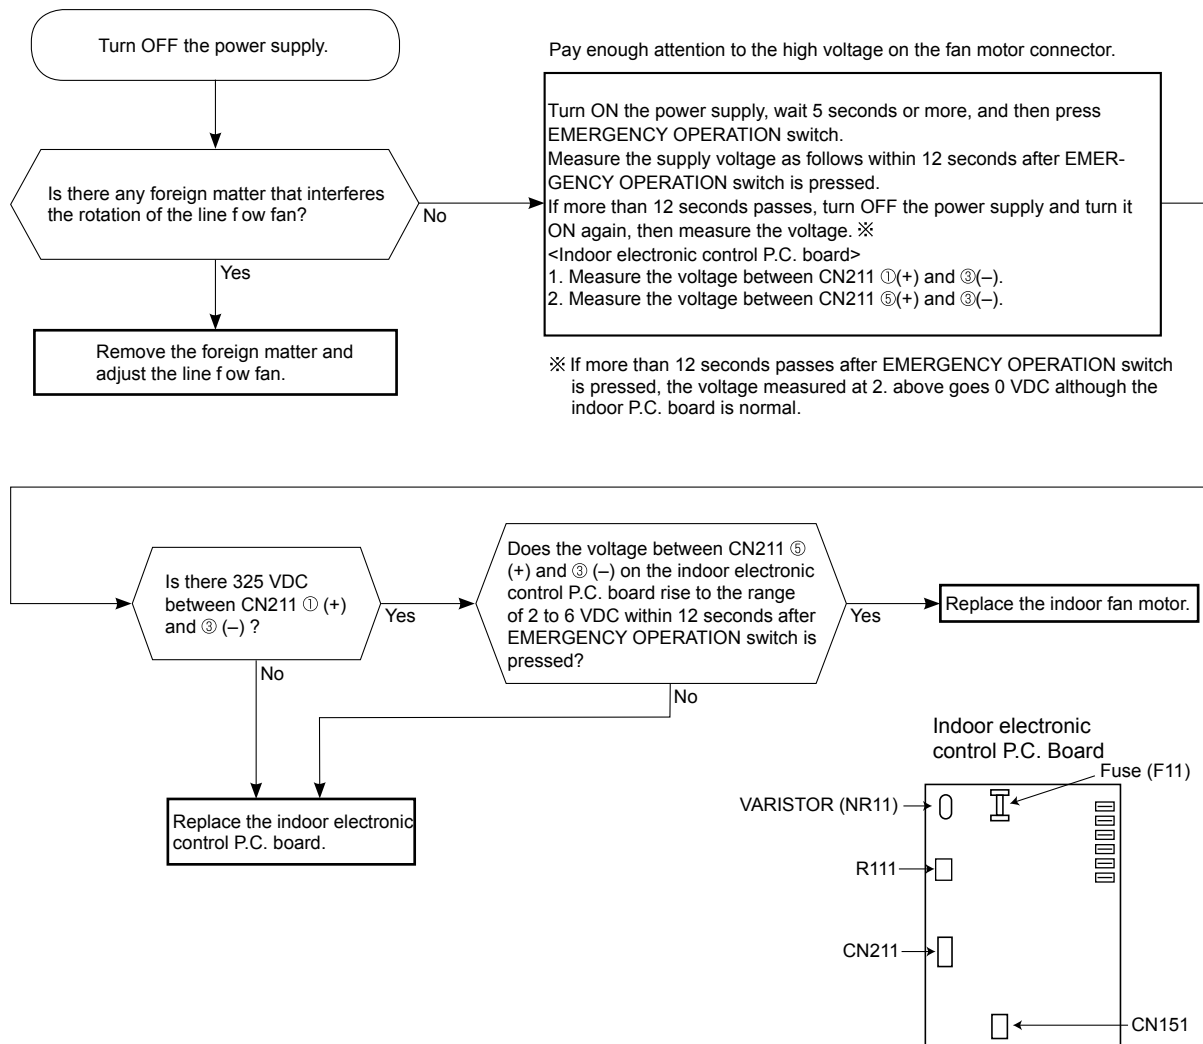 Turn OFF the power supply.
Is there any foreign matter that interferes
the rotation of the line f ow fan?
No
Yes
Remove the foreign matter and
adjust the line f ow fan.
Pay enough attention to the high voltage on the fan motor connector.
Turn ON the power supply, wait 5 seconds or more, and then press
EMERGENCY OPERATION switch.
Measure the supply voltage as follows within 12 seconds after EMER-
GENCY OPERATION switch is pressed.
If more than 12 seconds passes, turn OFF the power supply and turn it
ON again, then measure the voltage. ※
<Indoor electronic control P.C. board>
1. Measure the voltage between CN211 ①(+) and ③(–).
2. Measure the voltage between CN211 ⑤(+) and ③(–).
※ If more than 12 seconds passes after EMERGENCY OPERATION switch
is pressed, the voltage measured at 2. above goes 0 VDC although the
indoor P.C. board is normal.
Is there 325 VDC
between CN211 ① (+)
and ③ (–) ?
Yes
No
Does the voltage between CN211 ⑤
(+) and ③ (–) on the indoor electronic
control P.C. board rise to the range
of 2 to 6 VDC within 12 seconds after
EMERGENCY OPERATION switch is
pressed?
Yes
No
Replace the indoor fan motor.
Replace the indoor electronic
control P.C. board.
Indoor electronic
control P.C. Board
Fuse (F11)
VARISTOR (NR11)
R111
CN211
CN151